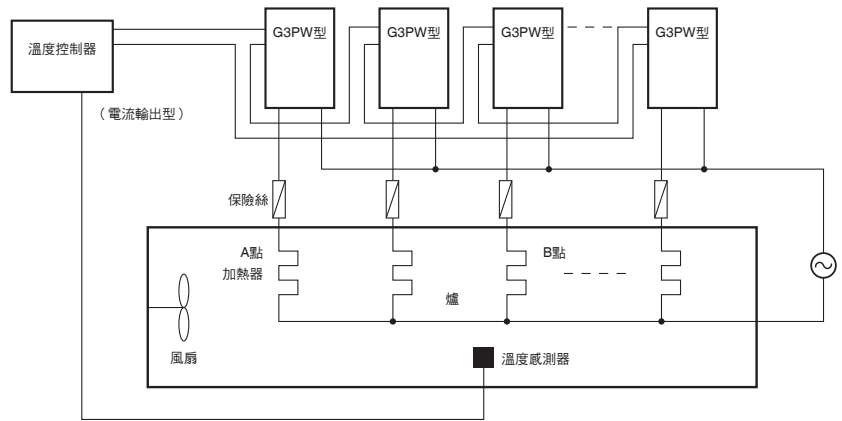 溫度控制器
G3PW型
G3PW型
G3PW型
G3PW型
（電流輸出型）
保險絲
A點
加熱器
B點
爐
風扇
溫度感測器